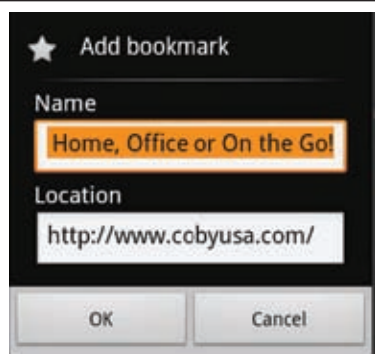 Add bookmark
Name
Home, Office or On the Go!
Location
http://www.cobyusa.com/
OK
Cancel